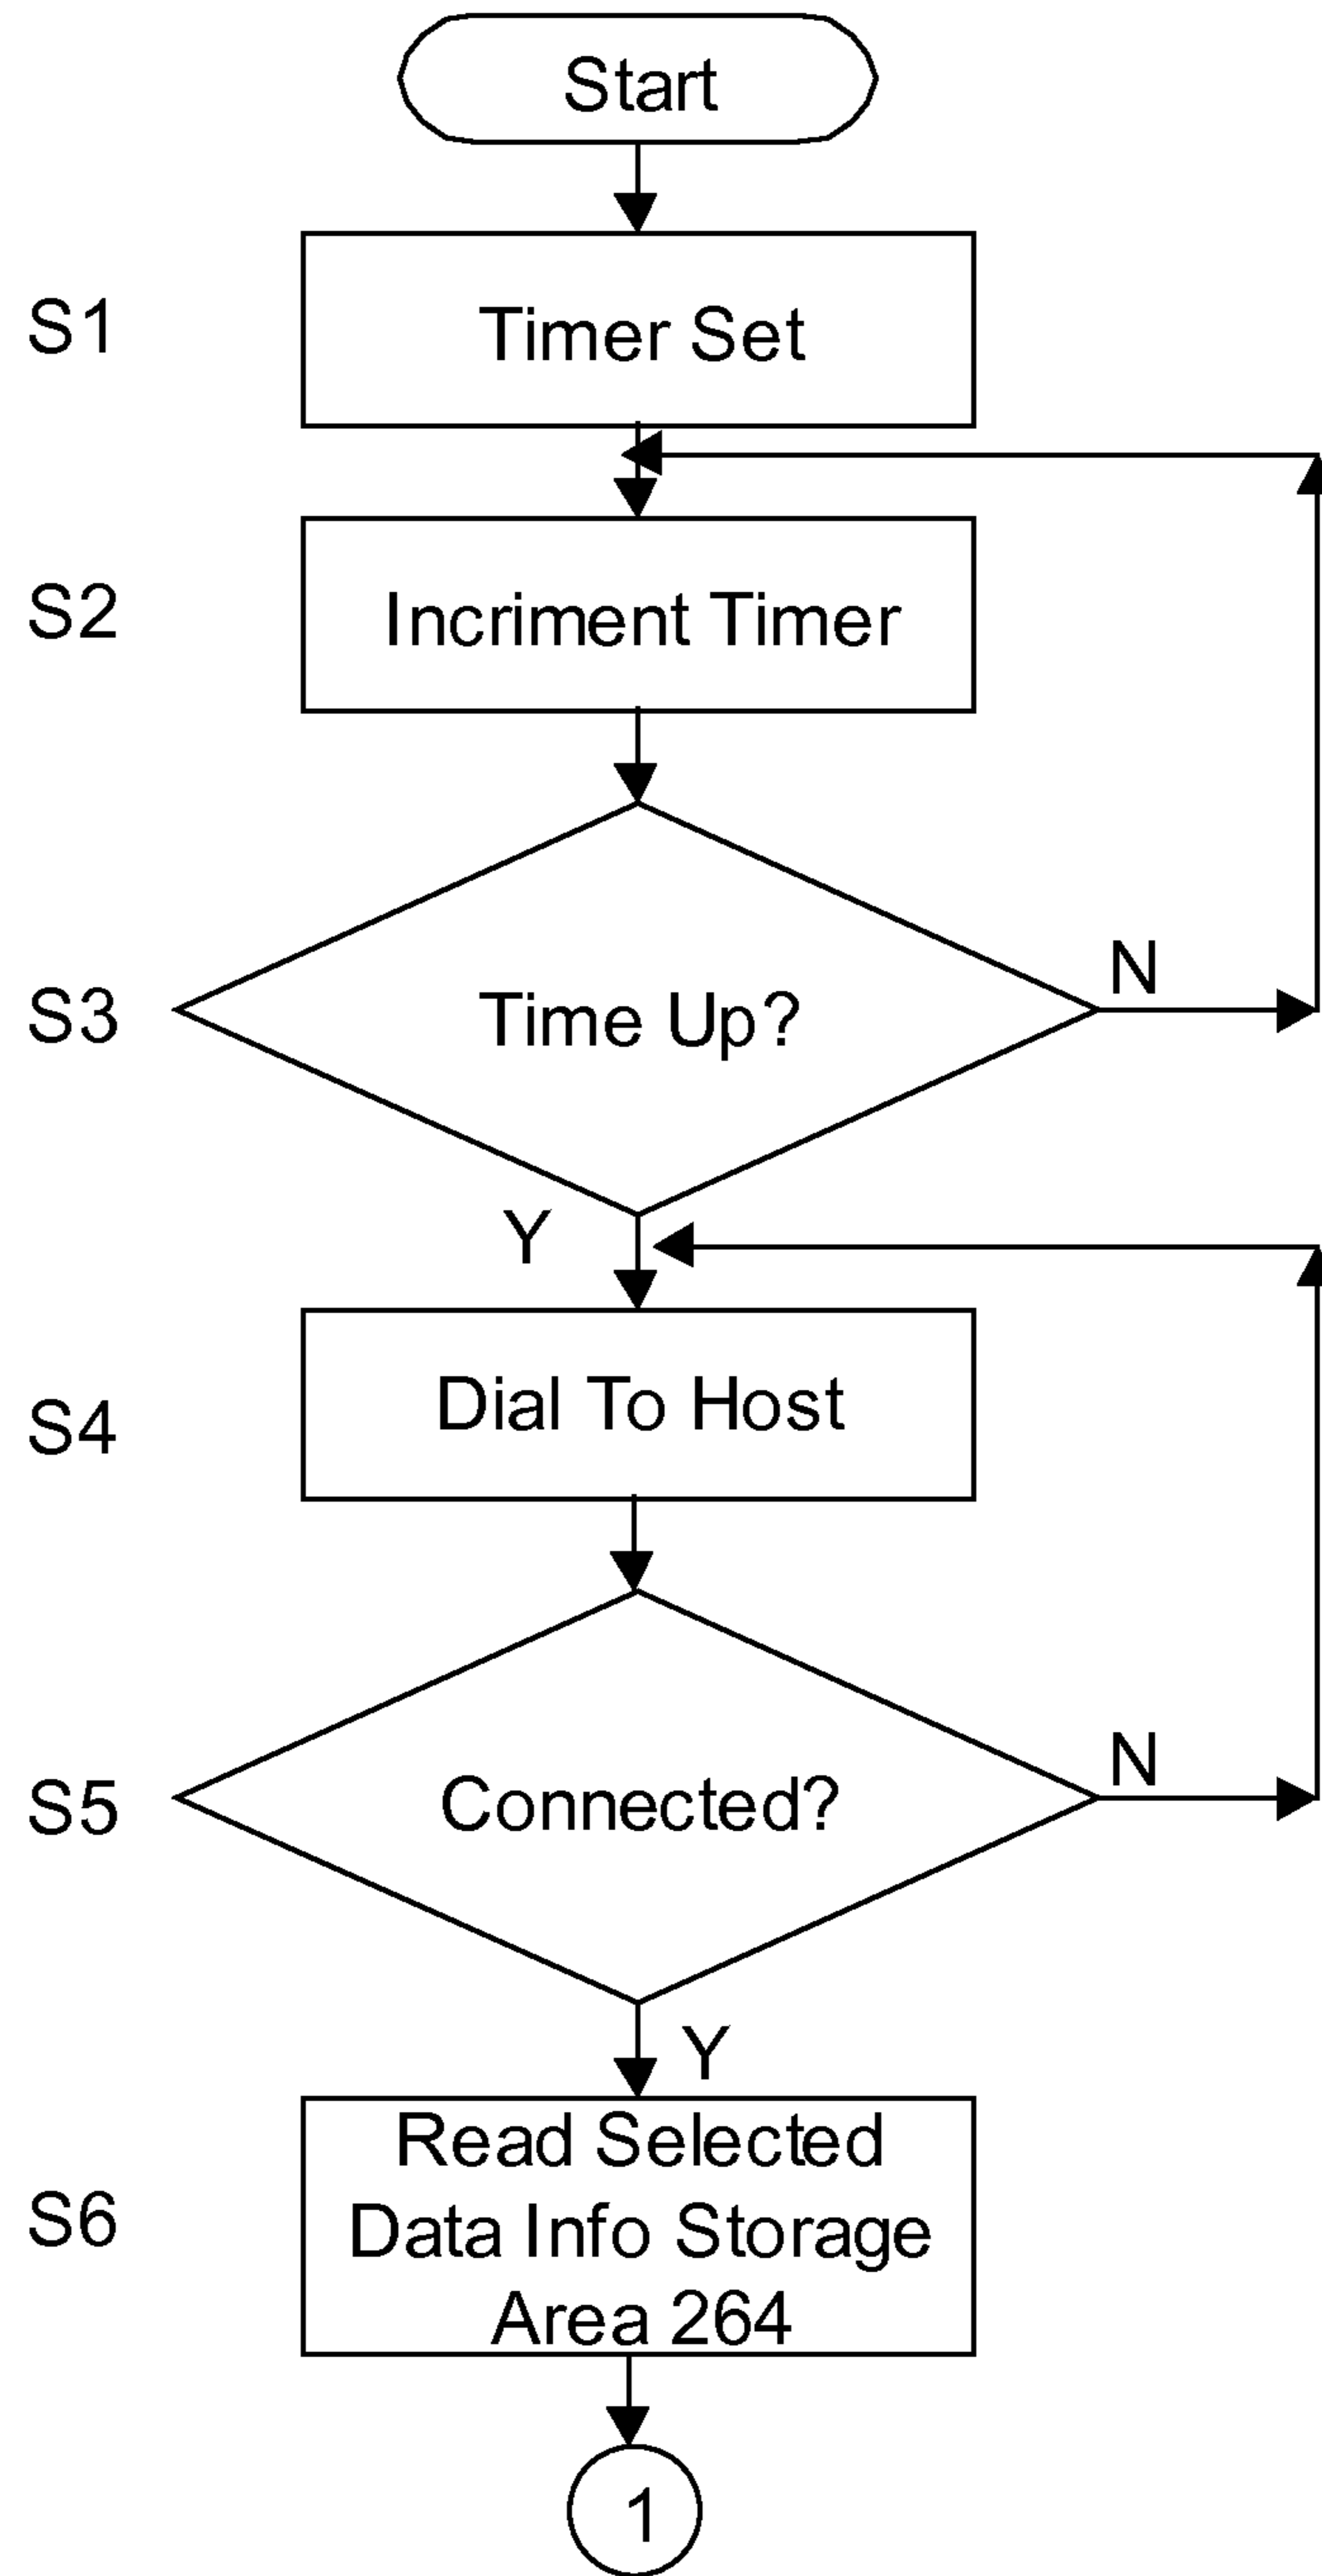 Start
S1
Timer Set
S2
Incriment Timer
S3
Time Up?
N
Y
S4
Dial To Host
S5
Connected?
N
Y
S6
Read Selected
Data Info Storage
Area 264
1